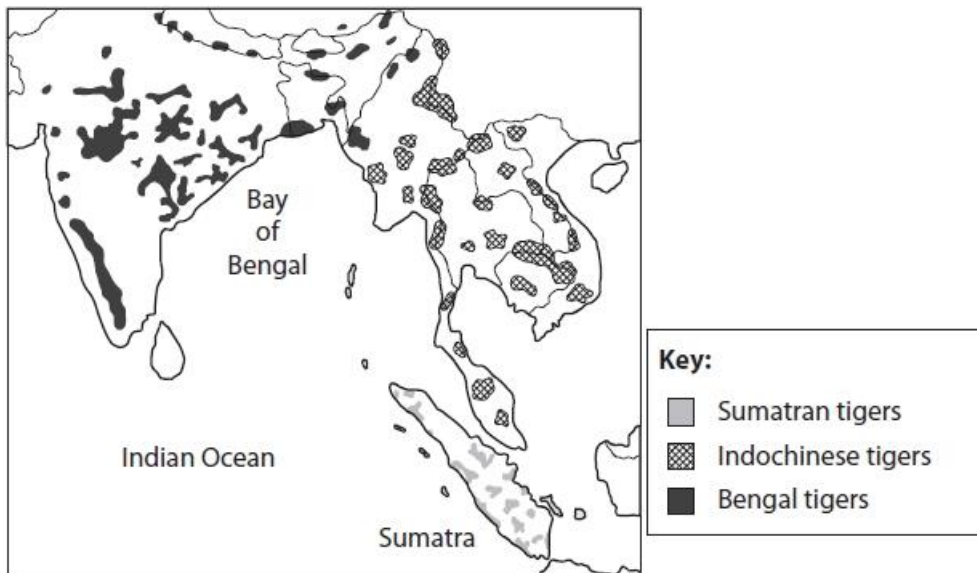 Bay
of
Bengal
Indian Ocean
Sumatra
Key:
Sumatran tigers
Indochinese tigers
Bengal tigers